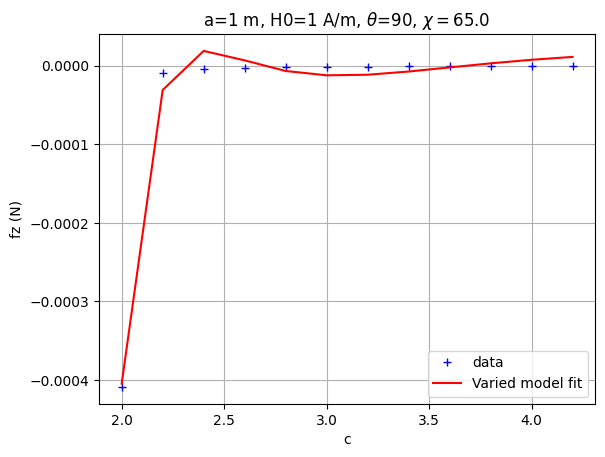 a=1 m, H0=1 A/m, θ=90, χ = 65.0
fz (N)
0.0000
−0.0001
−0.0002
−0.0003
−0.0004
data
Varied model fit
2.0 2.5 3.0 3.5 4.0
c